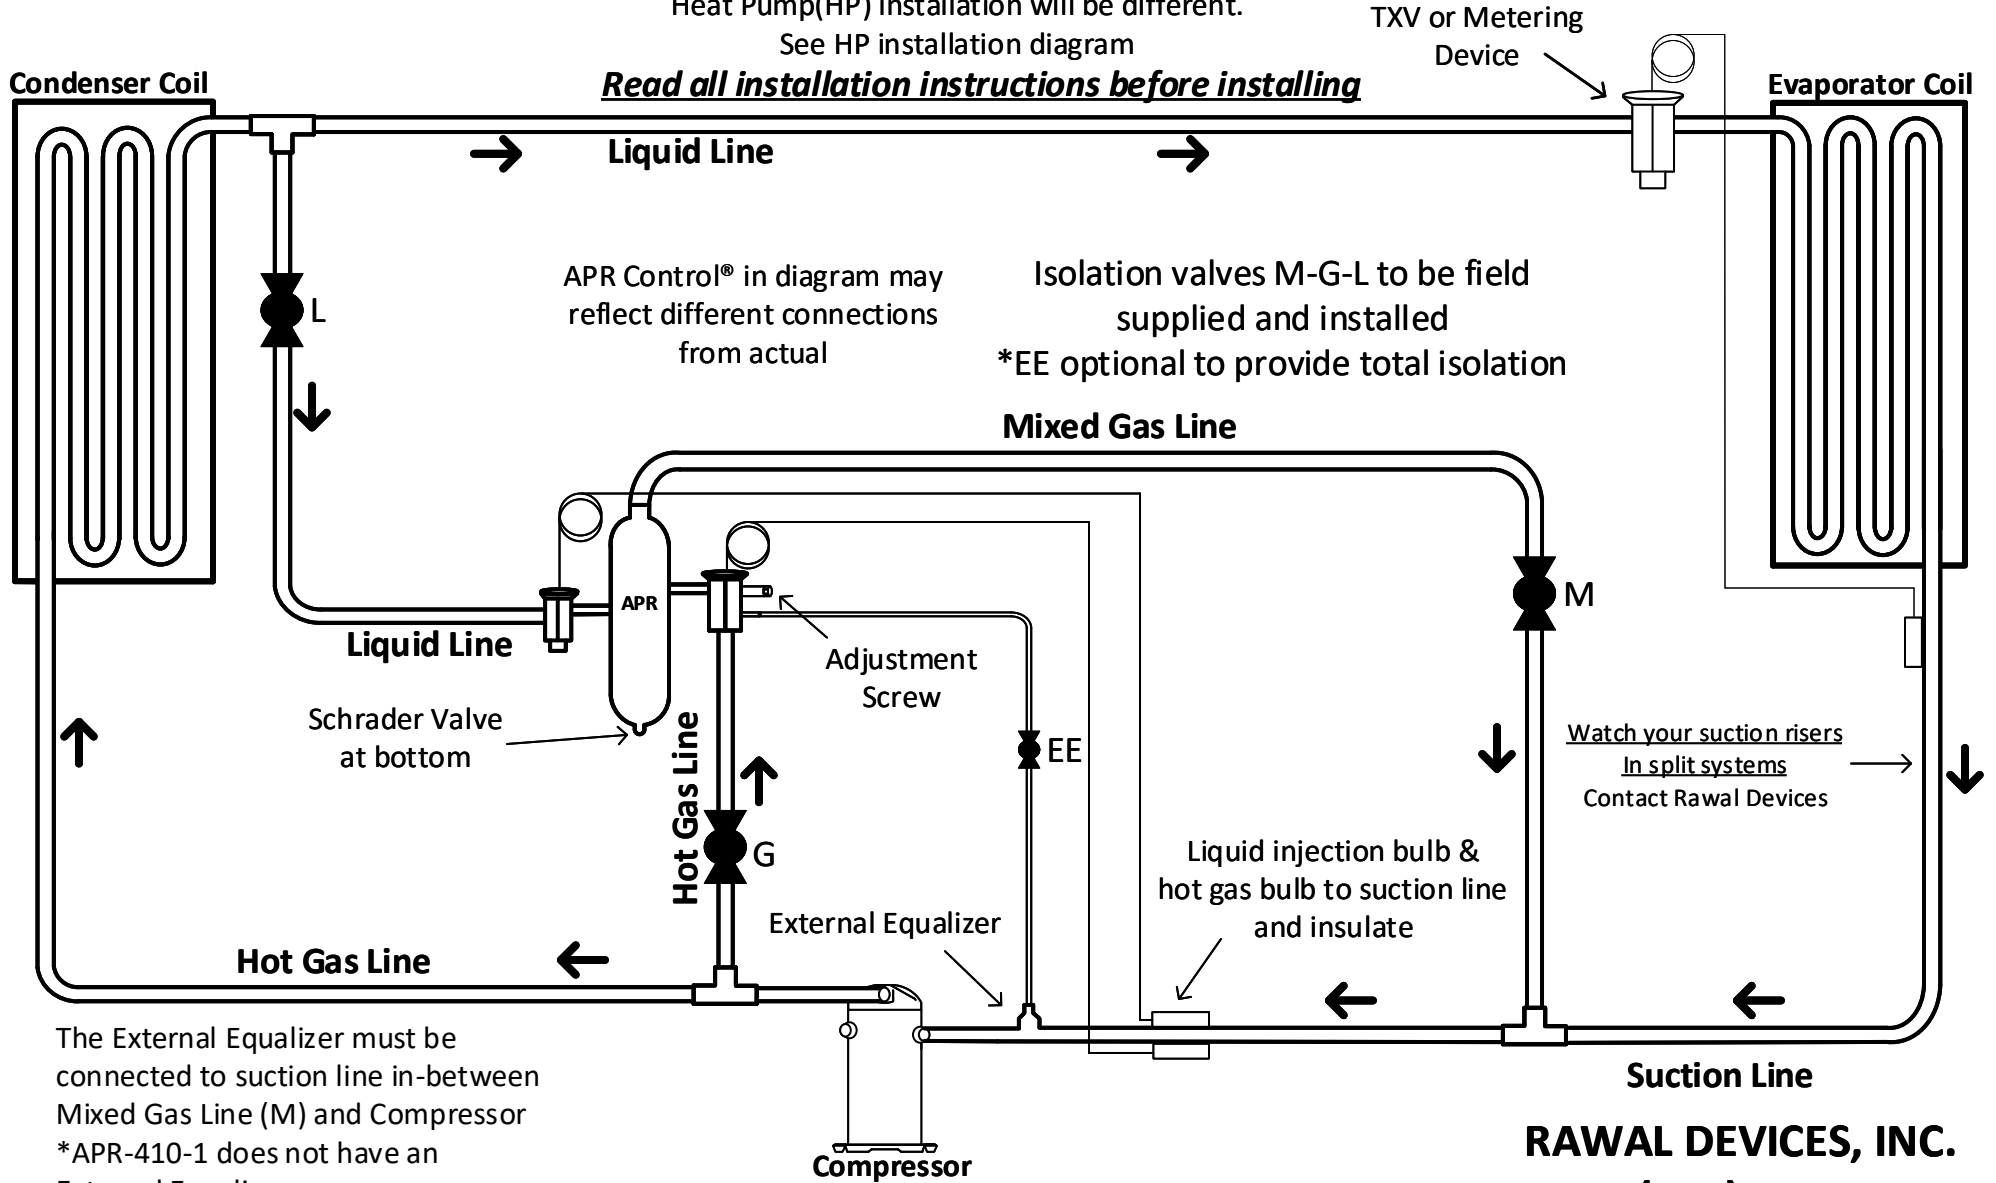 Heat Pump(HP) Installation will be different.
See HP installation diagram
Read all installation instructions before installing
TXV or Metering
Device
Condenser Coil
Evaporator Coil
Liquid Line
L
APR Control® in diagram may
reflect different connections
from actual
Isolation valves M-G-L to be field
supplied and installed
*EE optional to provide total isolation
Mixed Gas Line
APR
M
Liquid Line
Adjustment
Screw
Schrader Valve
at bottom
Hot Gas Line
EE
Watch your suction risers
In split systems
Contact Rawal Devices
G
Liquid injection bulb &
hot gas bulb to suction line
and insulate
External Equalizer
Hot Gas Line
The External Equalizer must be
connected to suction line in-between
Mixed Gas Line (M) and Compressor
*APR-410-1 does not have an
Suction Line
Compressor
RAWAL DEVICES, INC.